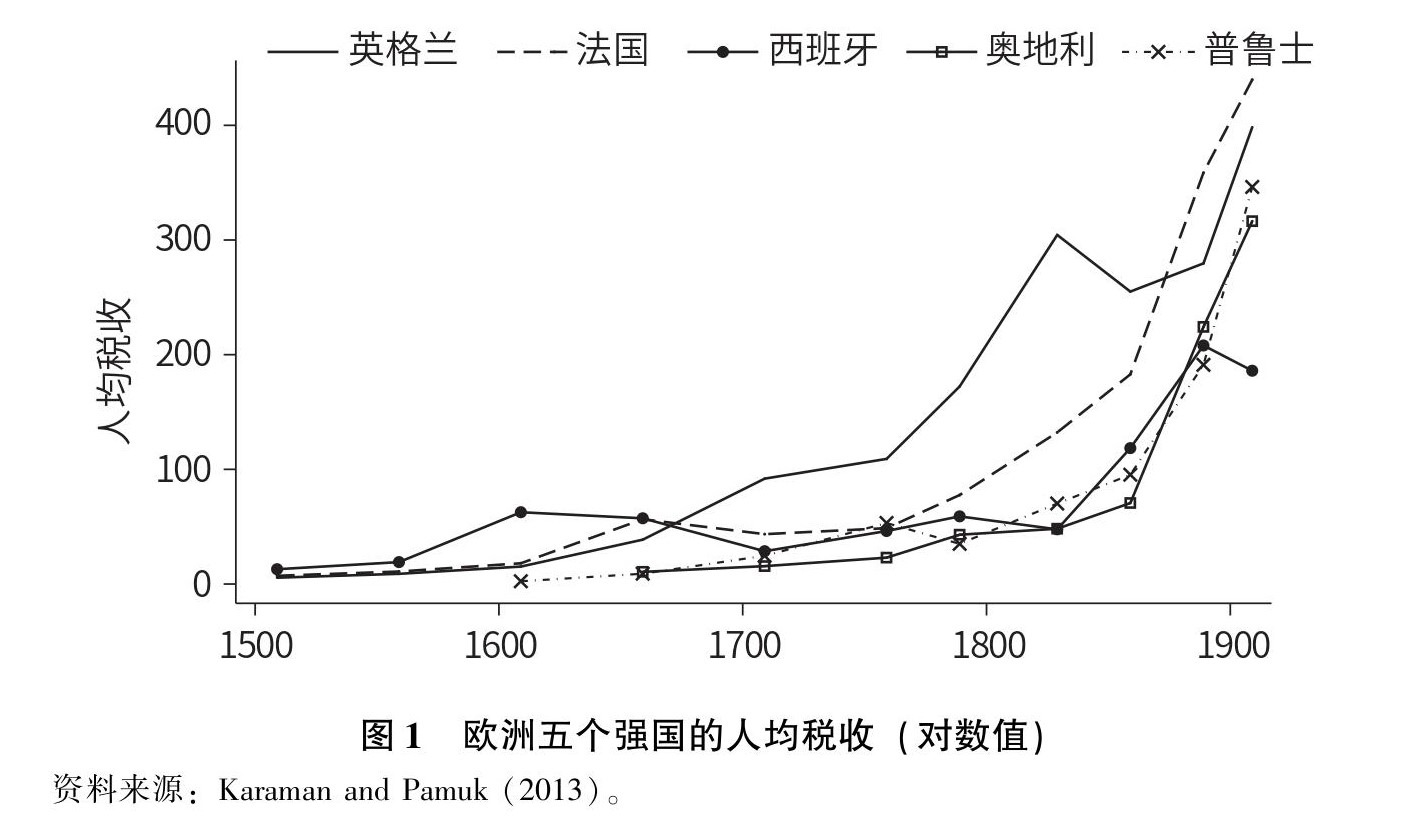 英格兰 法国 西班牙 奥地利 普鲁士
400
300
200
100
0
人均税收
1500 1600 1700 1800 1900
图 1 欧洲五个强国的人均税收 (对数值)
资料来源：Karaman and Pamuk (2013)。